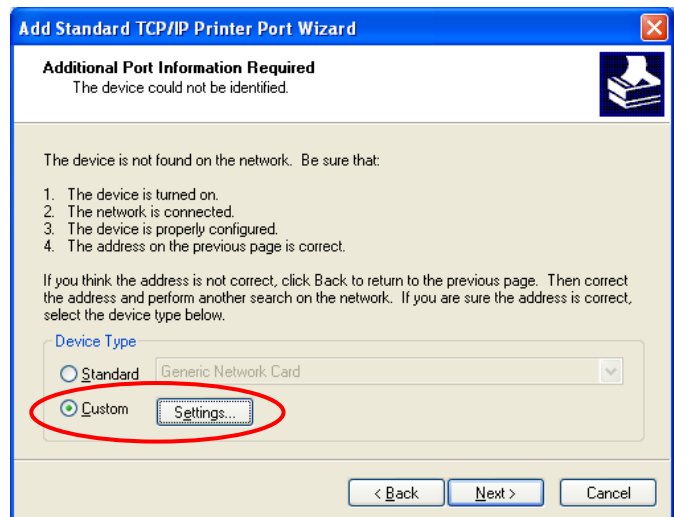 Add Standard TCP/IP Printer Port Wizard
Additional Port Information Required
The device could not be identified.
The device is not found on the network. Be sure that:
1. The device is turned on.
2. The network is connected.
3. The device is properly configured.
4. The address on the previous page is correct.
If you think the address is not correct, click Back to return to the previous page. Then correct
the address and perform another search on the network. If you are sure the address is correct,
select the device type below.
Device Type
Standard Generic Network Card
Custom Settings...
< Back Next > Cancel